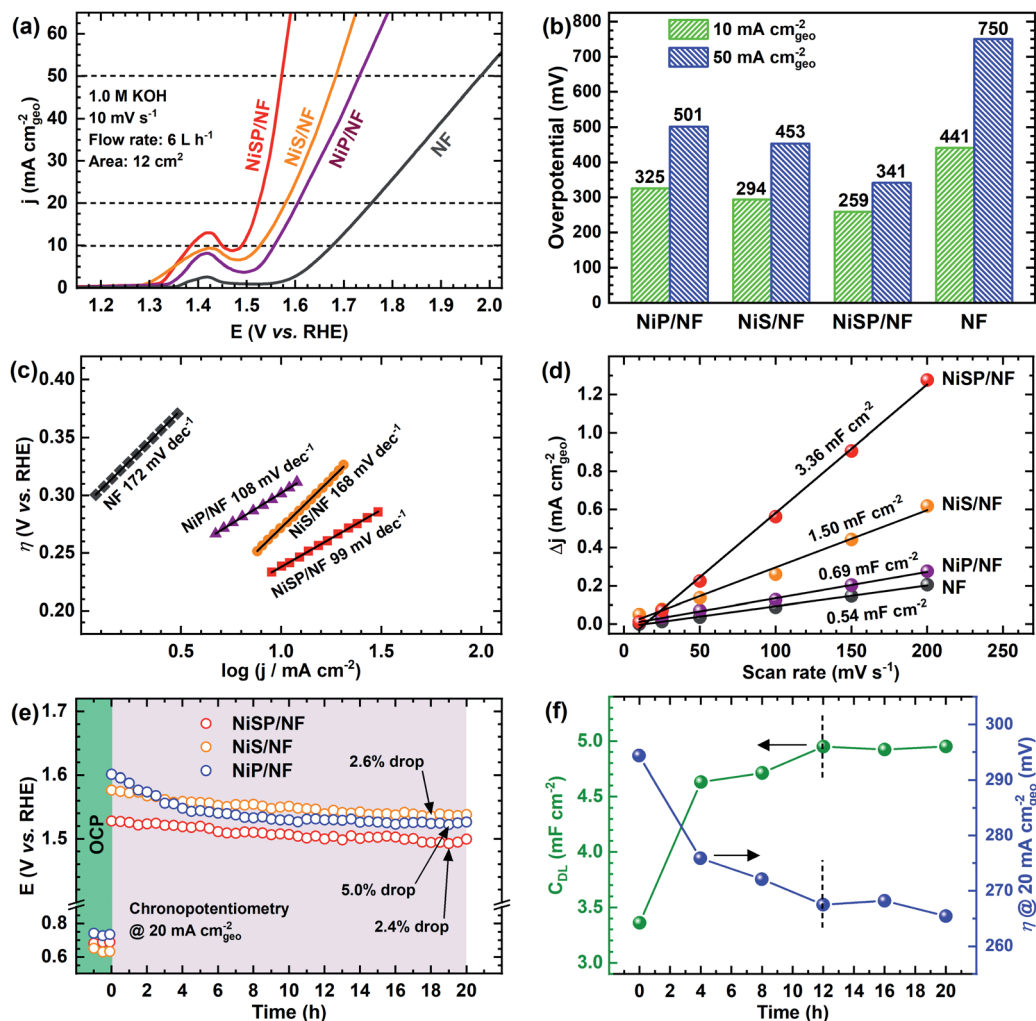 (a)
j (mA cm⁻²geo)
60
50
40
30
20
10
0
1.0 M KOH
10 mV s⁻¹
Flow rate: 6 L h⁻¹
Area: 12 cm²
NiSP/NF
NiS/NF
NiP/NF
NF
1.2 1.3 1.4 1.5 1.6 1.7 1.8 1.9 2.0
E (V vs. RHE)
(b)
10 mA cm⁻²geo
50 mA cm⁻²geo
Overpotential (mV)
800
700
600
500
400
300
200
100
0
325
501
294
453
259
341
441
750
NiP/NF NiS/NF NiSP/NF NF
(c)
η (V vs. RHE)
0.40
0.35
0.30
0.25
0.20
NF 172 mV dec⁻¹
NiP/NF 108 mV dec⁻¹
NiS/NF 168 mV dec⁻¹
NiSP/NF 99 mV dec⁻¹
0.0 0.5 1.0 1.5 2.0
log (j / mA cm⁻²)
(d)
Δj (mA cm⁻²geo)
1.2
1.0
0.8
0.6
0.4
0.2
0.0
NiSP/NF
3.36 mF cm⁻²
NiS/NF
1.50 mF cm⁻²
NiP/NF
0.69 mF cm⁻²
NF
0.54 mF cm⁻²
0 50 100 150 200 250
Scan rate (mV s⁻¹)
(e)
E (V vs. RHE)
1.7
1.6
1.5
0.8
0.6
OCP
NiSP/NF
NiS/NF
NiP/NF
2.6% drop
5.0% drop
2.4% drop
Chronopotentiometry
@ 20 mA cm⁻²geo
0 2 4 6 8 10 12 14 16 18 20
Time (h)
(f)
C_DL (mF cm⁻²)
5.0
4.5
4.0
3.5
3.0
300
295
290
285
280
275
270
265
260
255
η @ 20 mA cm⁻²geo (mV)
0 2 4 6 8 10 12 14 16 18 20
Time (h)